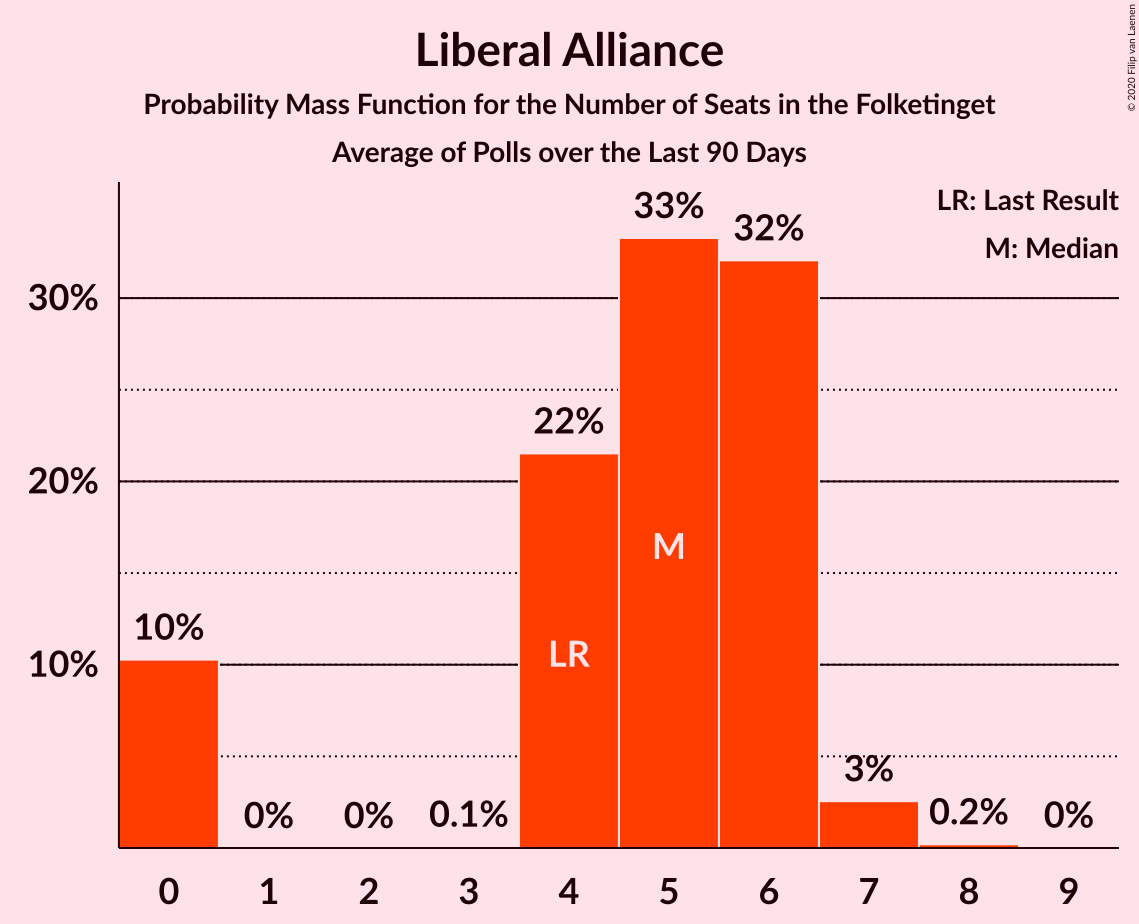 Liberal Alliance
Probability Mass Function for the Number of Seats in the Folketinget
Average of Polls over the Last 90 Days
© 2020 Filip van Laenen
LR: Last Result
M: Median
33%
32%
30%
22%
20%
M
10%
LR
10%
3%
0%
0%
0.1%
0.2%
0%
0 1 2 3 4 5 6 7 8 9